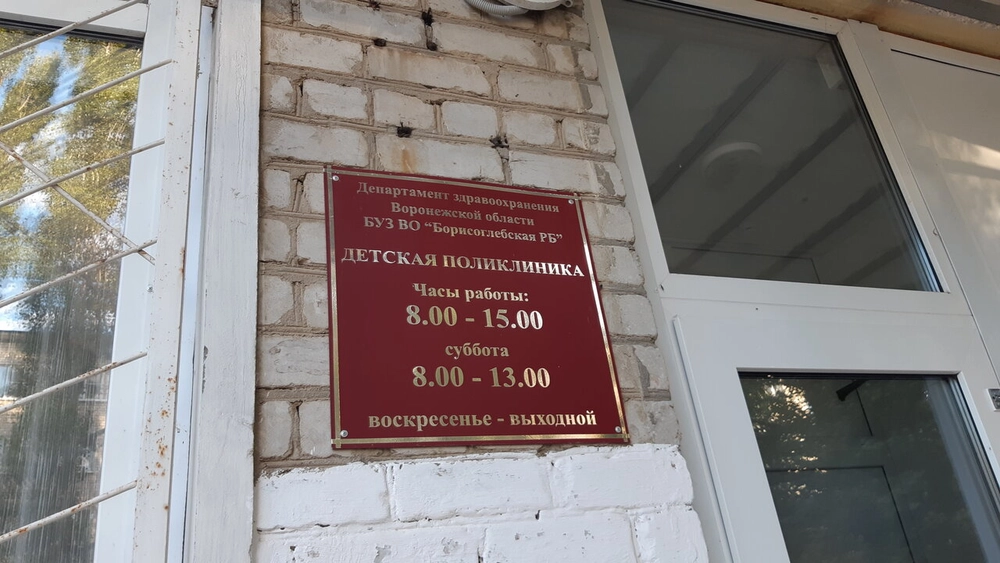 Департамент здравоохранения
Воронежской области
БУЗ ВО “Борисоглебская РБ”
ДЕТСКАЯ ПОЛИКЛИНИКА
Часы работы:
8.00 - 15.00
суббота
8.00 - 13.00
воскресенье - выходной